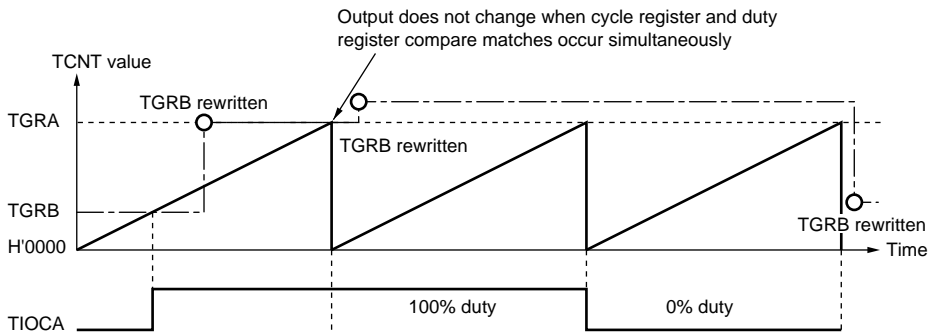 Output does not change when cycle register and duty
register compare matches occur simultaneously
TCNT value
TGRB rewritten
TGRA
TGRB rewritten
TGRB
TGRB rewritten
H'0000
Time
100% duty
0% duty
TIOCA